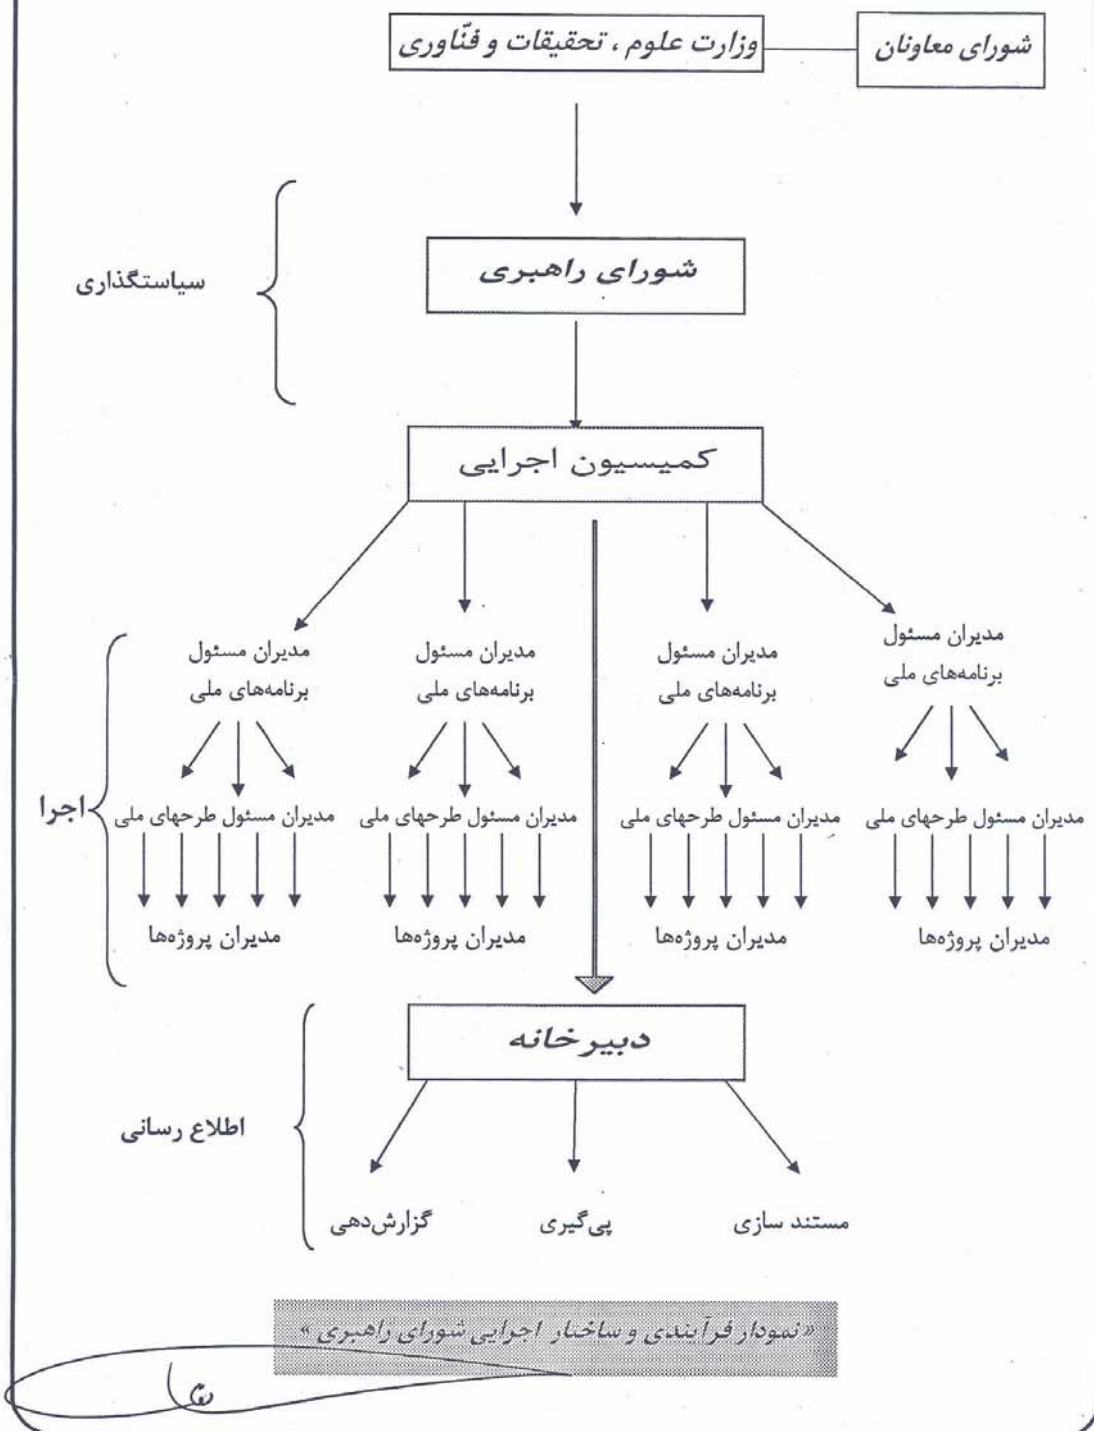 شورای معاونان
وزارت علوم ، تحقیقات و فنّاوری
شورای راهبری
سیاستگذاری
کمیسیون اجرایی
مدیران مسئول
برنامه‌های ملی
مدیران مسئول
برنامه‌های ملی
مدیران مسئول
برنامه‌های ملی
مدیران مسئول
برنامه‌های ملی
مدیران مسئول طرحهای ملی
مدیران مسئول طرحهای ملی
مدیران مسئول طرحهای ملی
مدیران مسئول طرحهای ملی
اجرا
مدیران پروژه‌ها
مدیران پروژه‌ها
مدیران پروژه‌ها
مدیران پروژه‌ها
دبیرخانه
اطلاع رسانی
مستند سازی
پی‌گیری
گزارش‌دهی
« نمودار فرآیندی و ساختار اجرایی شورای راهبری »